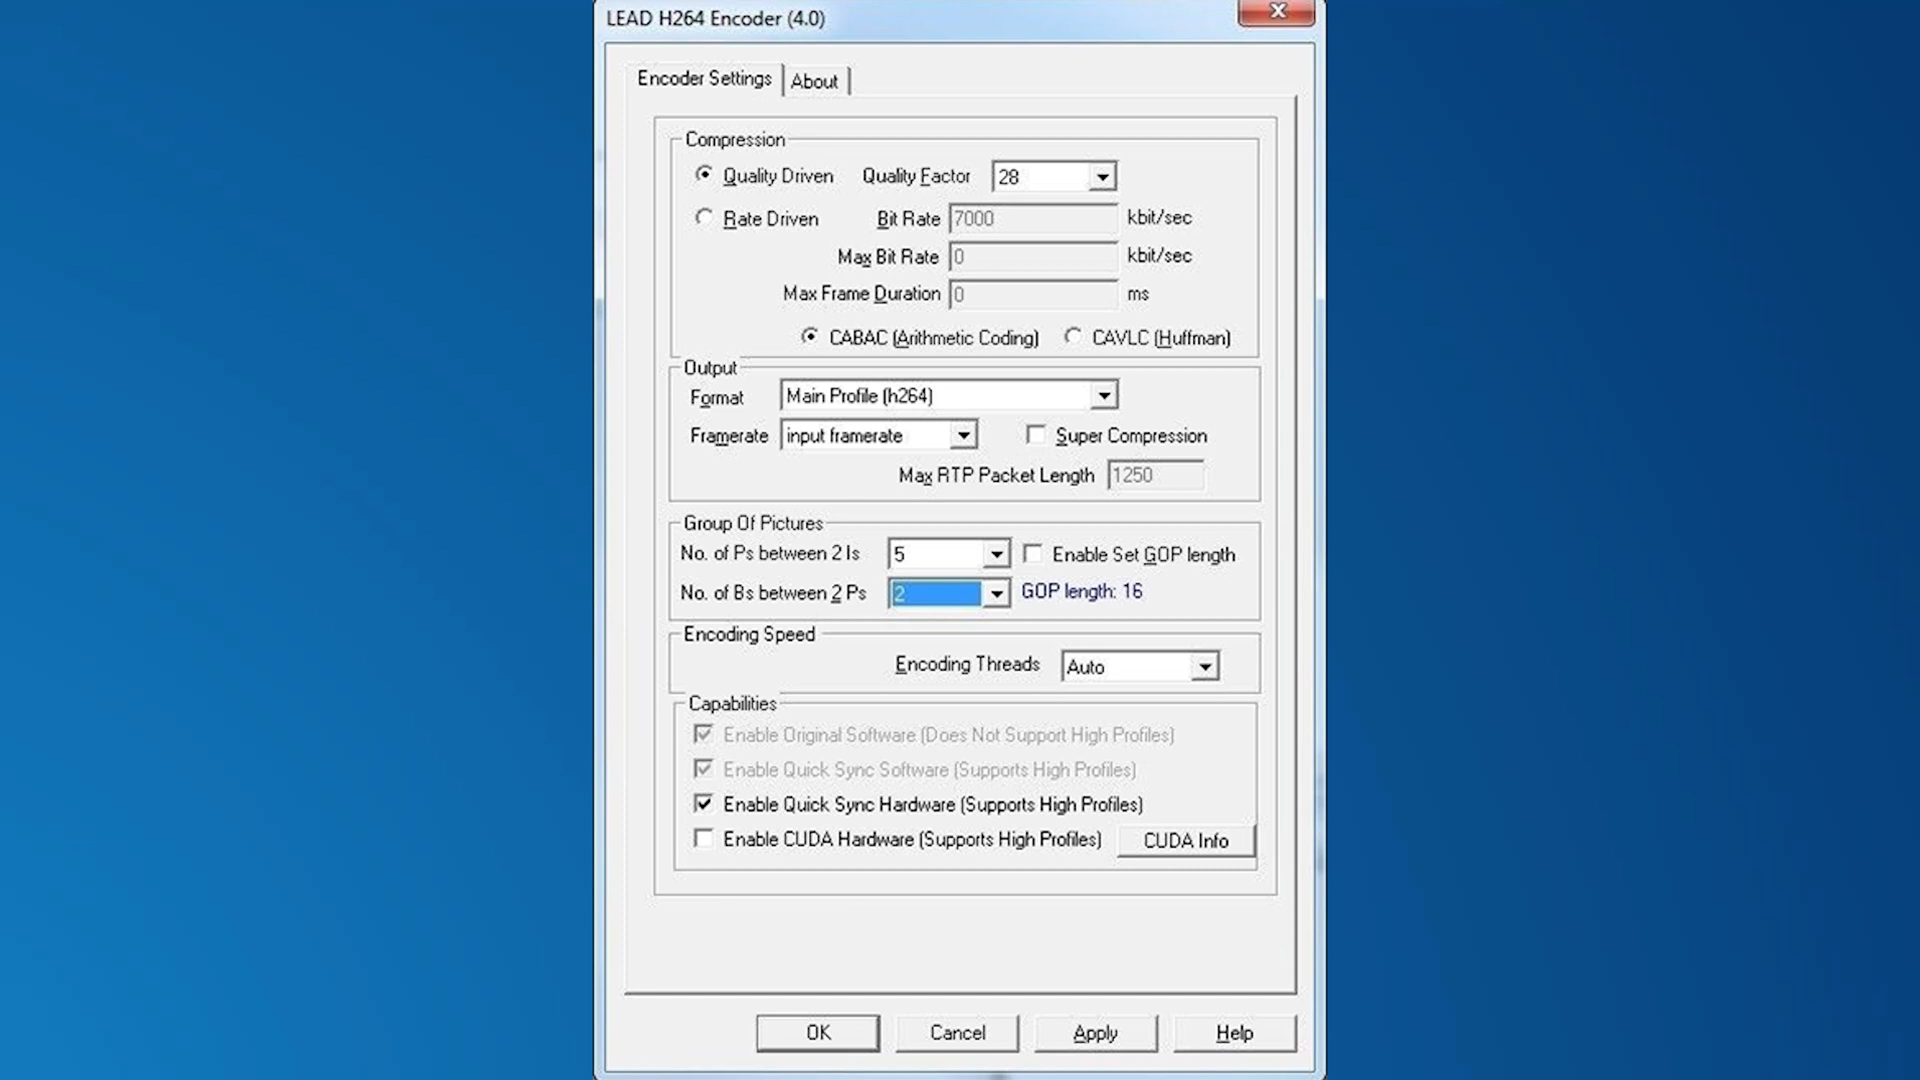 LEAD H264 Encoder (4.0)
Encoder Settings About
Compression
Quality Driven Quality Factor 28
Rate Driven Bit Rate 7000 kbit/sec
Max Bit Rate 0 kbit/sec
Max Frame Duration 0 ms
CABAC (Arithmetic Coding) CAVLC (Huffman)
Output
Format Main Profile (h264)
Framerate input framerate Super Compression
Max RTP Packet Length 1250
Group Of Pictures
No. of Ps between 2 Is 5 Enable Set GOP length
No. of Bs between 2 Ps 2 GOP length: 16
Encoding Speed
Encoding Threads Auto
Capabilities
Enable Original Software (Does Not Support High Profiles)
Enable Quick Sync Software (Supports High Profiles)
Enable Quick Sync Hardware (Supports High Profiles)
Enable CUDA Hardware (Supports High Profiles) CUDA Info
OK Cancel Apply Help